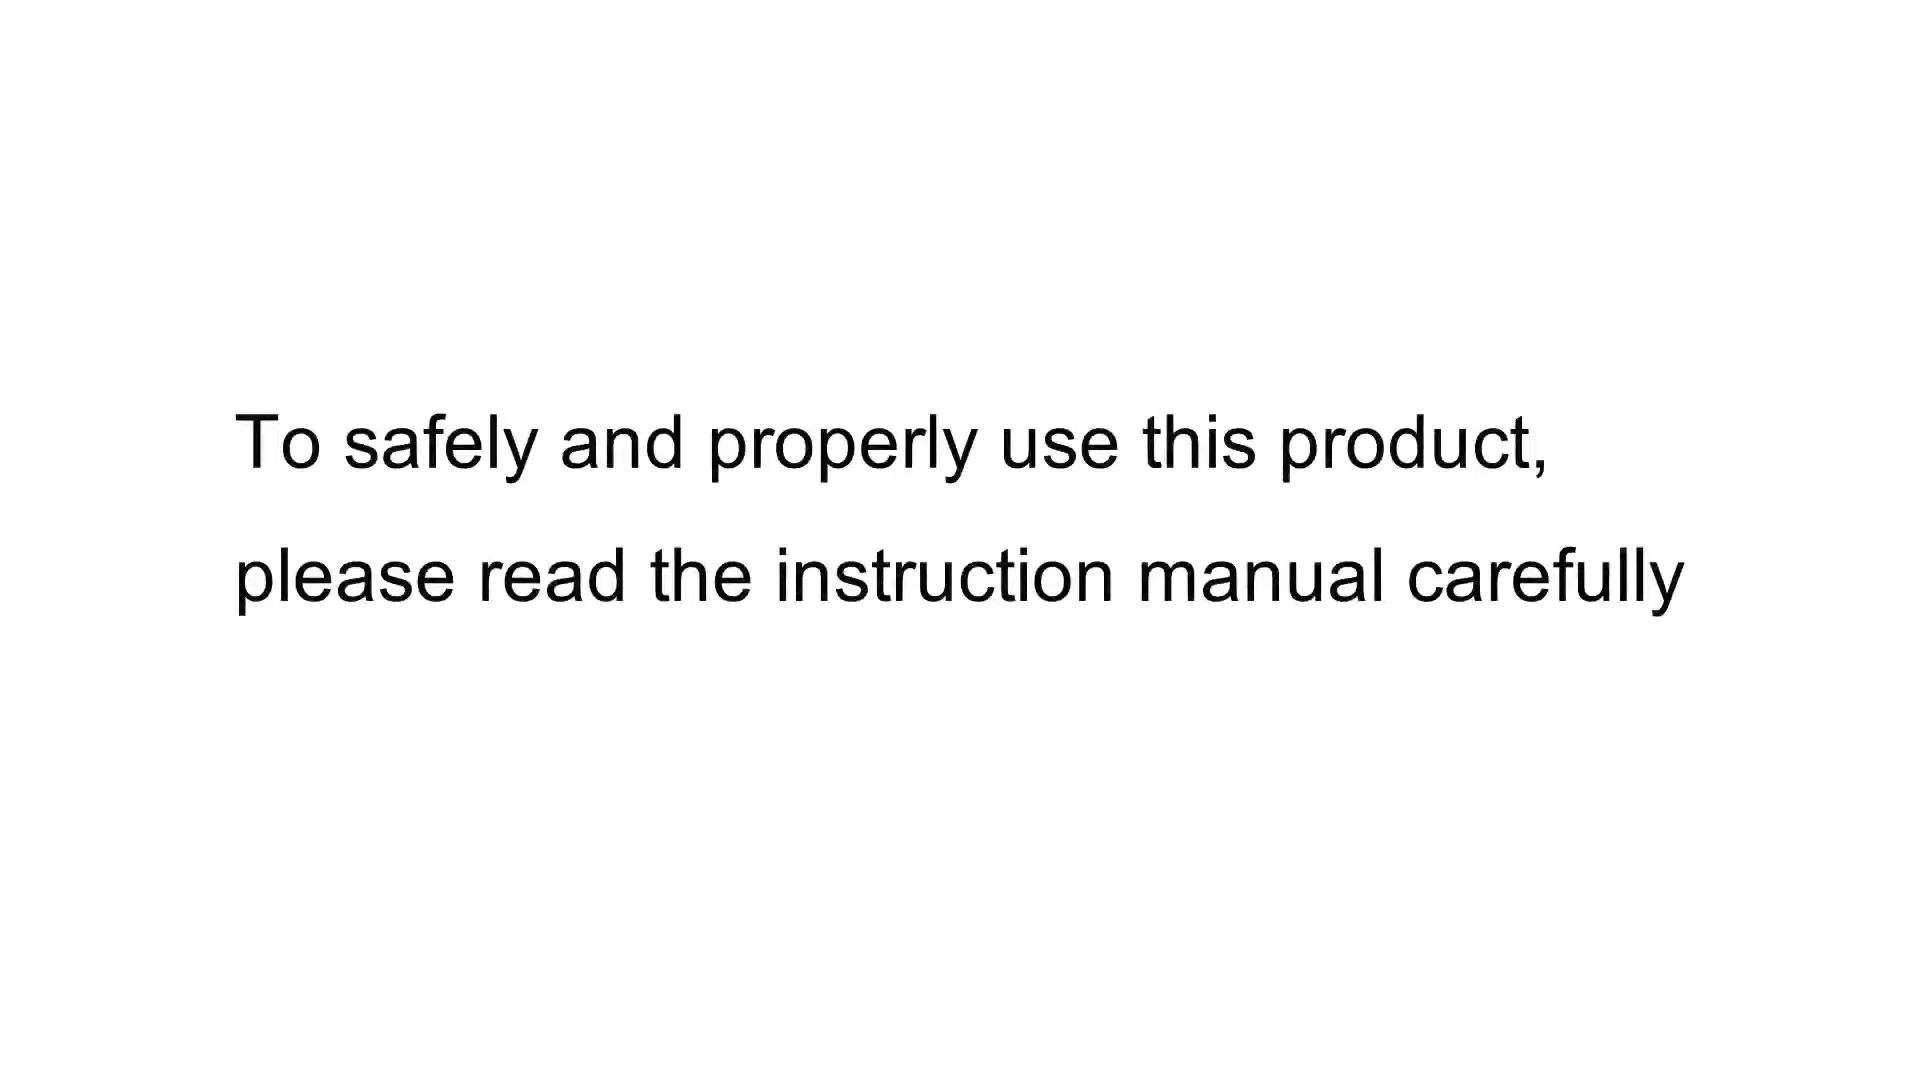 To safely and properly use this product,
please read the instruction manual carefully